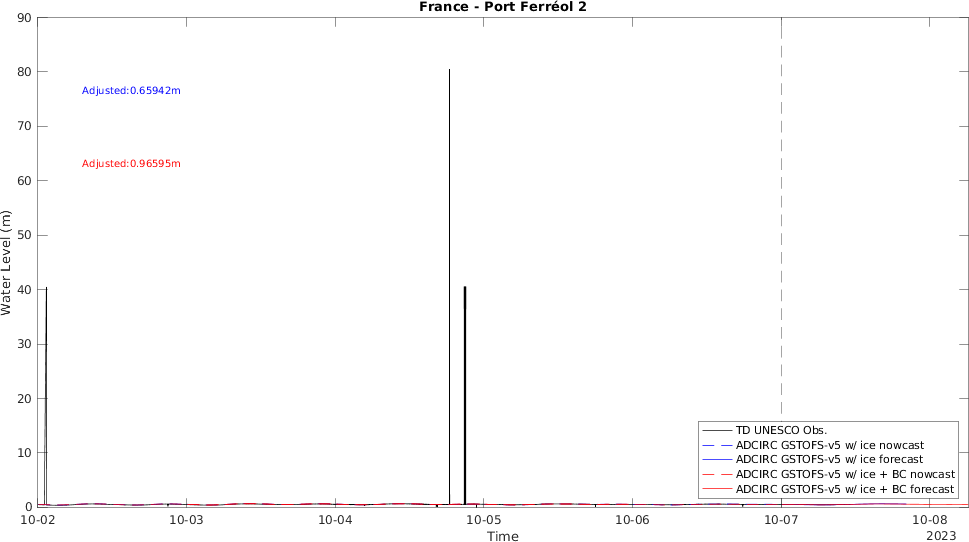 France - Port Ferréol 2
90
80
70
60
50
40
30
20
10
0
Water Level (m)
Adjusted:0.65942m
Adjusted:0.96595m
TD UNESCO Obs.
ADCIRC GSTOFS-v5 w/ ice nowcast
ADCIRC GSTOFS-v5 w/ ice forecast
ADCIRC GSTOFS-v5 w/ ice + BC nowcast
ADCIRC GSTOFS-v5 w/ ice + BC forecast
10-02 10-03 10-04 10-05 10-06 10-07 10-08
Time
2023